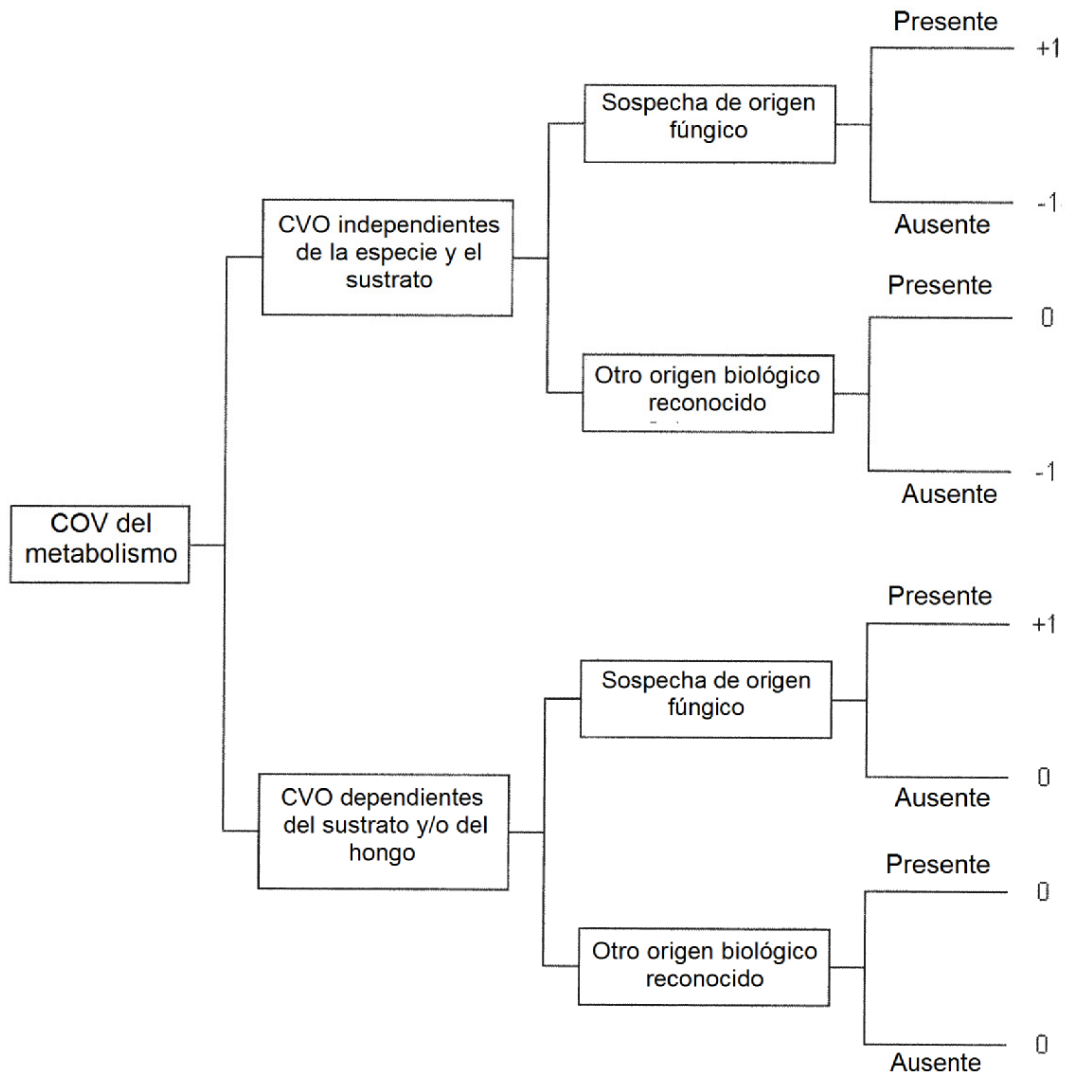 Presente
+1
Sospecha de origen
fúngico
-1
Ausente
CVO independientes
de la especie y el
sustrato
Presente
0
Otro origen biológico
reconocido
-1
Ausente
COV del
metabolismo
Presente
+1
Sospecha de origen
fúngico
0
Ausente
CVO dependientes
del sustrato y/o del
hongo
Presente
0
Otro origen biológico
reconocido
0
Ausente